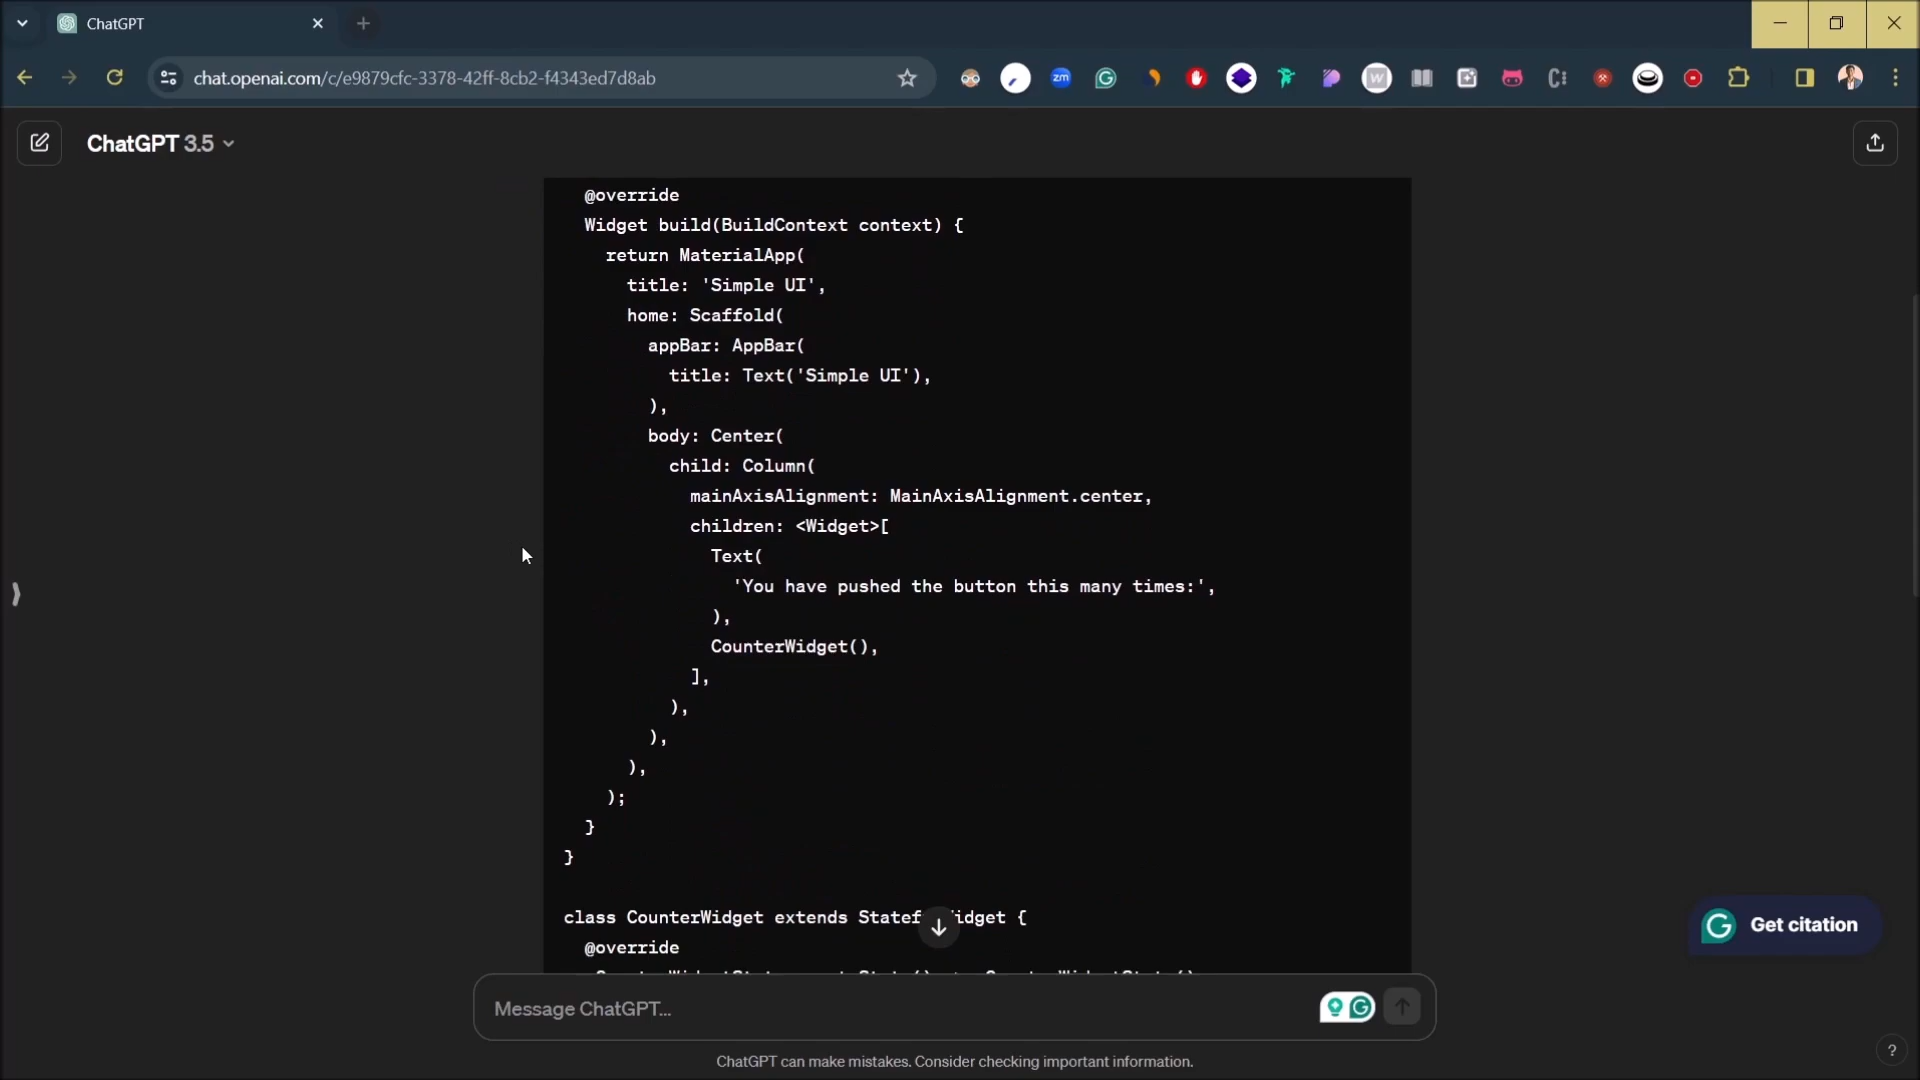 ChatGPT
chat.openai.com/c/e9879cfc-3378-42ff-8cb2-f4343ed7d8ab
zm
W
ChatGPT 3.5
@override
Widget build(BuildContext context) {
return MaterialApp(
title: 'Simple UI',
home: Scaffold(
appBar: AppBar(
title: Text('Simple UI'),
),
body: Center(
child: Column(
mainAxisAlignment: MainAxisAlignment.center,
children: <Widget>[
Text(
'You have pushed the button this many times:',
),
CounterWidget(),
],
),
),
),
);
}
}
class CounterWidget extends Statef idget {
@override
Get citation
Message ChatGPT...
ChatGPT can make mistakes. Consider checking important information.
?